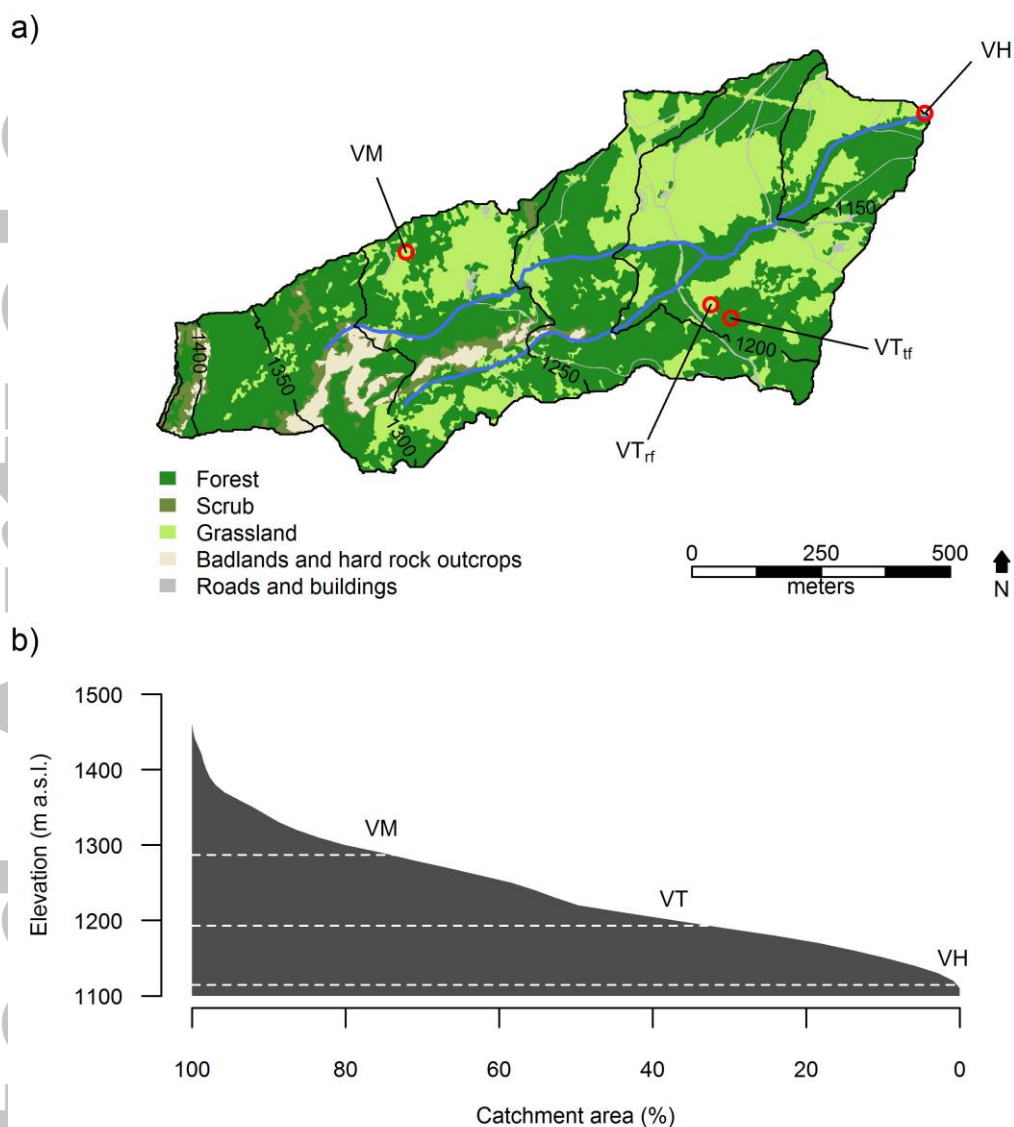 a)
VH
VM
1150
1400
1350
1300
1250
1200
VT_tf
VT_rf
Forest
Scrub
Grassland
Badlands and hard rock outcrops
Roads and buildings
0 250 500
meters
N
b)
Elevation (m a.s.l.)
1500
1400
1300
1200
1100
VM
VT
VH
100 80 60 40 20 0
Catchment area (%)